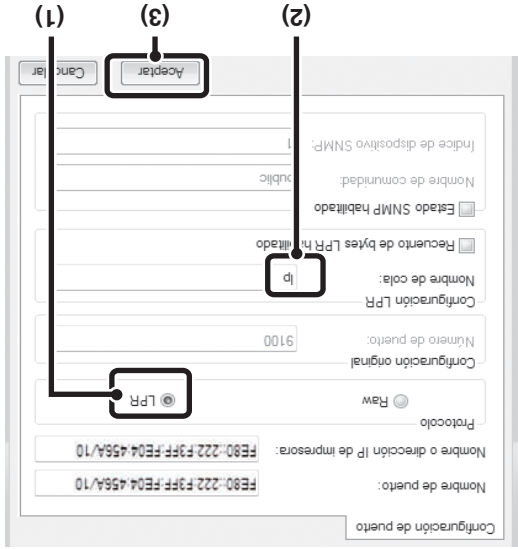 Configuración de puerto
Nombre de puerto: FE80::222:F3FF:FE04:456A/10
Nombre o dirección IP de impresora: FE80::222:F3FF:FE04:456A/10
Protocolo
Raw LPR
Configuración original
Número de puerto: 9100
Configuración LPR
Nombre de cola: lp
Recuento de bytes LPR habilitado
Estado SNMP habilitado
Nombre de comunidad: public
Índice de dispositivo SNMP: 1
Aceptar Cancelar
(2) (3) (1)